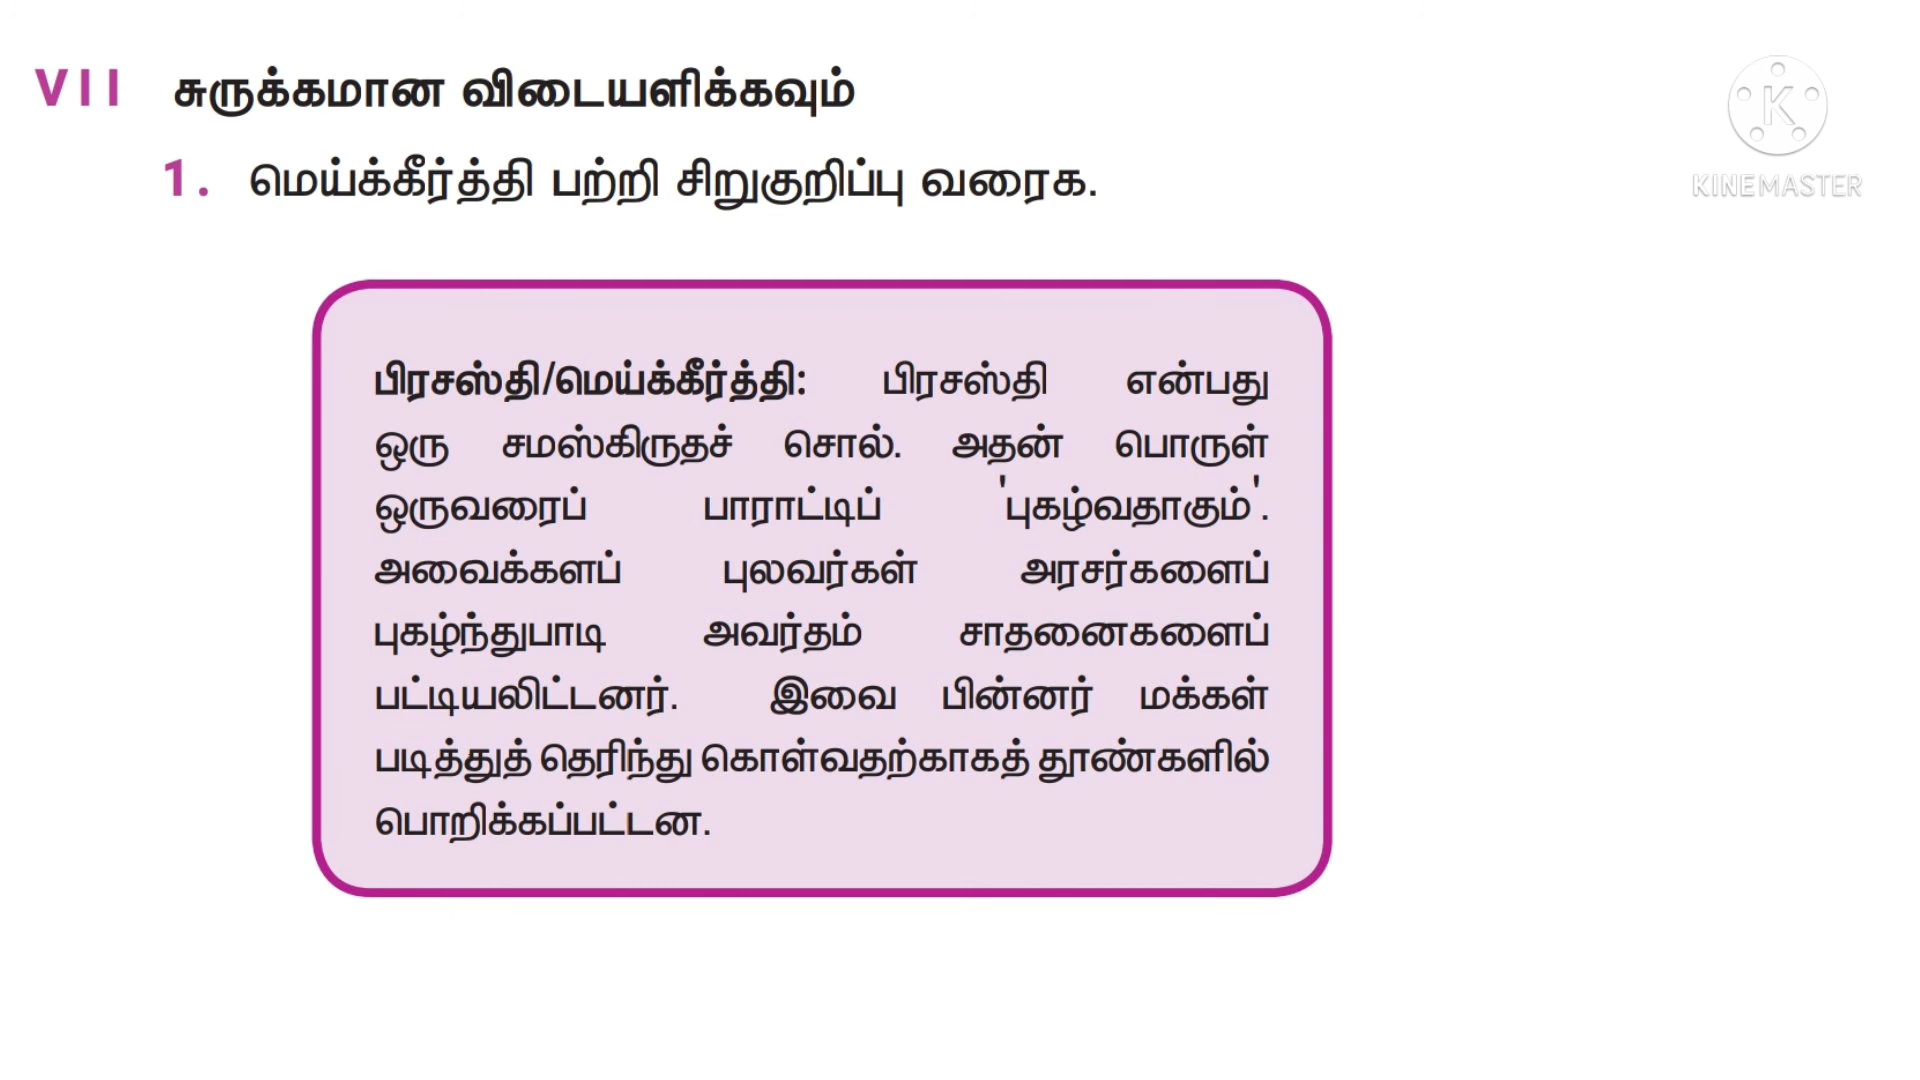 VII சுருக்கமான விடையளிக்கவும்
1. மெய்க்கீர்த்தி பற்றி சிறுகுறிப்பு வரைக.
K
KINEMASTER
பிரசஸ்தி/மெய்க்கீர்த்தி: பிரசஸ்தி என்பது
ஒரு சமஸ்கிருதச் சொல். அதன் பொருள்
ஒருவரைப் பாராட்டிப் 'புகழ்வதாகும்'.
அவைக்களப் புலவர்கள் அரசர்களைப்
புகழ்ந்துபாடி அவர்தம் சாதனைகளைப்
பட்டியலிட்டனர். இவை பின்னர் மக்கள்
படித்துத் தெரிந்து கொள்வதற்காகத் தூண்களில்
பொறிக்கப்பட்டன.